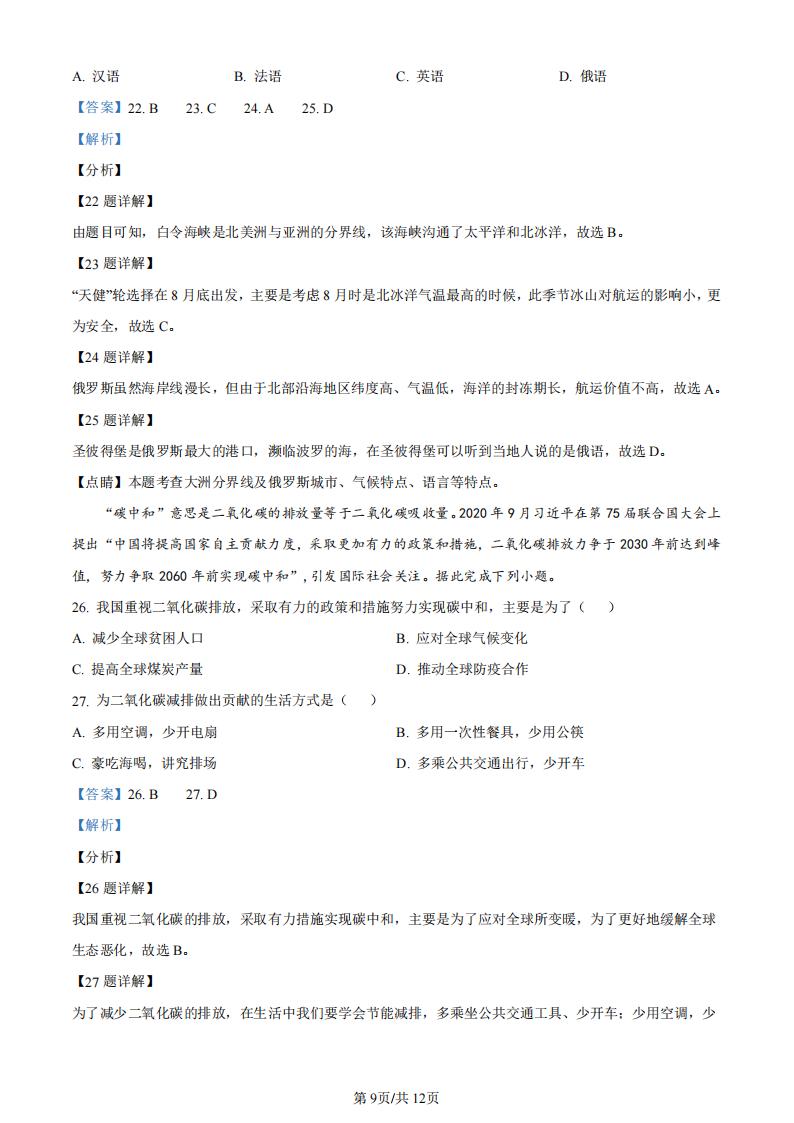 A. 汉语 B. 法语 C. 英语 D. 俄语
【答案】22. B 23. C 24. A 25. D
【解析】
【分析】
【22 题详解】
由题目可知，白令海峡是北美洲与亚洲的分界线，该海峡沟通了太平洋和北冰洋，故选 B。
【23 题详解】
“天健”轮选择在 8 月底出发，主要是考虑 8 月时是北冰洋气温最高的时候，此季节冰山对航运的影响小，更
为安全，故选 C。
【24 题详解】
俄罗斯虽然海岸线漫长，但由于北部沿海地区纬度高、气温低，海洋的封冻期长，航运价值不高，故选 A。
【25 题详解】
圣彼得堡是俄罗斯最大的港口，濒临波罗的海，在圣彼得堡可以听到当地人说的是俄语，故选 D。
【点睛】本题考查大洲分界线及俄罗斯城市、气候特点、语言等特点。
“碳中和”意思是二氧化碳的排放量等于二氧化碳吸收量。2020 年 9 月习近平在第 75 届联合国大会上
提出“中国将提高国家自主贡献力度，采取更加有力的政策和措施，二氧化碳排放力争于 2030 年前达到峰
值，努力争取 2060 年前实现碳中和”，引发国际社会关注。据此完成下列小题。
26. 我国重视二氧化碳排放，采取有力的政策和措施努力实现碳中和，主要是为了（ ）
A. 减少全球贫困人口 B. 应对全球气候变化
C. 提高全球煤炭产量 D. 推动全球防疫合作
27. 为二氧化碳减排做出贡献的生活方式是（ ）
A. 多用空调，少开电扇 B. 多用一次性餐具，少用公筷
C. 豪吃海喝，讲究排场 D. 多乘公共交通出行，少开车
【答案】26. B 27. D
【解析】
【分析】
【26 题详解】
我国重视二氧化碳的排放，采取有力措施实现碳中和，主要是为了应对全球所变暖，为了更好地缓解全球
生态恶化，故选 B。
【27 题详解】
为了减少二氧化碳的排放，在生活中我们要学会节能减排，多乘坐公共交通工具、少开车；少用空调，少
第 9页/共 12页